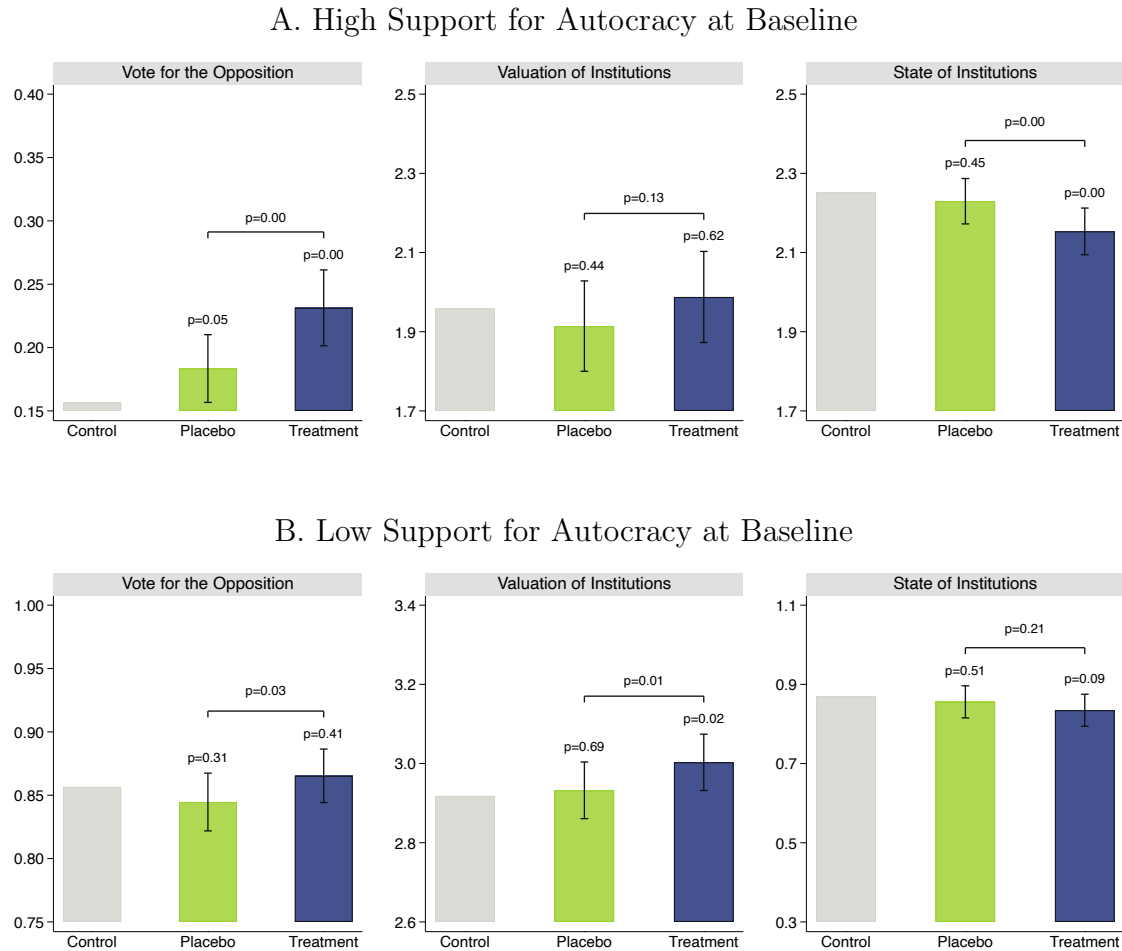 A. High Support for Autocracy at Baseline
Vote for the Opposition
0.40
0.35
0.30
0.25
0.20
0.15
p=0.00
p=0.00
p=0.05
Control Placebo Treatment
Valuation of Institutions
2.5
2.3
2.1
1.9
1.7
p=0.13
p=0.62
p=0.44
Control Placebo Treatment
State of Institutions
2.5
2.3
2.1
1.9
1.7
p=0.00
p=0.45
p=0.00
Control Placebo Treatment
B. Low Support for Autocracy at Baseline
Vote for the Opposition
1.00
0.95
0.90
0.85
0.80
0.75
p=0.03
p=0.41
p=0.31
Control Placebo Treatment
Valuation of Institutions
3.4
3.2
3.0
2.8
2.6
p=0.01
p=0.02
p=0.69
Control Placebo Treatment
State of Institutions
1.1
0.9
0.7
0.5
0.3
p=0.21
p=0.51
p=0.09
Control Placebo Treatment